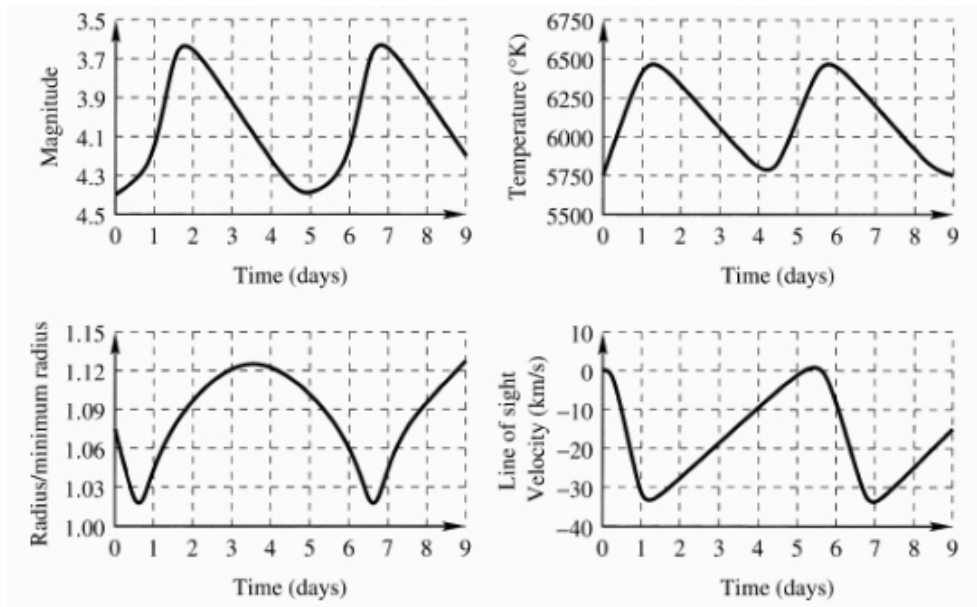 3.5
3.7
3.9
4.1
4.3
4.5
Magnitude
0 1 2 3 4 5 6 7 8 9
Time (days)
6750
6500
6250
6000
5750
5500
Temperature (°K)
0 1 2 3 4 5 6 7 8 9
Time (days)
1.15
1.12
1.09
1.06
1.03
1.00
Radius/minimum radius
0 1 2 3 4 5 6 7 8 9
Time (days)
10
0
−10
−20
−30
−40
Line of sight
Velocity (km/s)
0 1 2 3 4 5 6 7 8 9
Time (days)